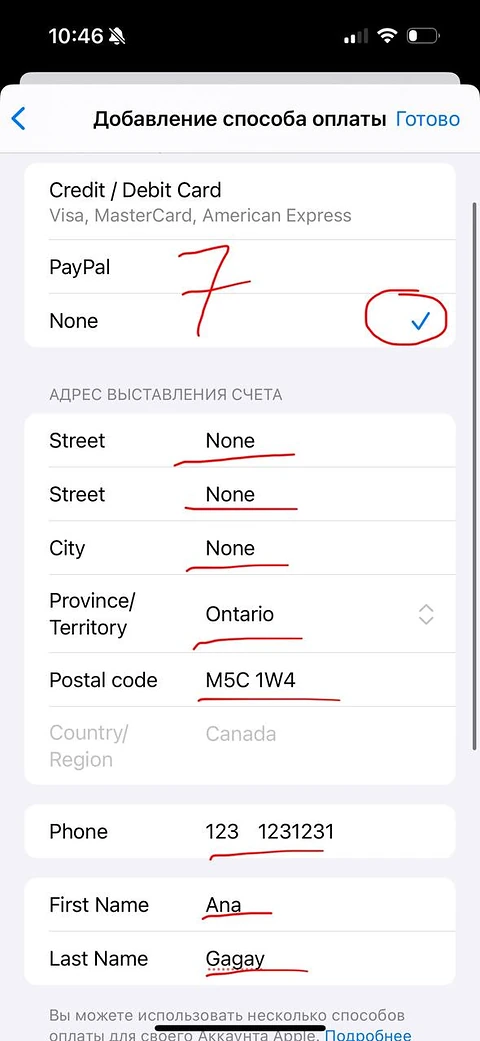 10:46
Добавление способа оплаты Готово
Credit / Debit Card
Visa, MasterCard, American Express
PayPal
7
None
АДРЕС ВЫСТАВЛЕНИЯ СЧЕТА
Street None
Street None
City None
Province/
Territory Ontario
Postal code M5C 1W4
Country/
Region Canada
Phone 123 1231231
First Name Ana
Last Name Gagay
Вы можете использовать несколько способов
оплаты для своего Аккаунта Apple. Подробнее